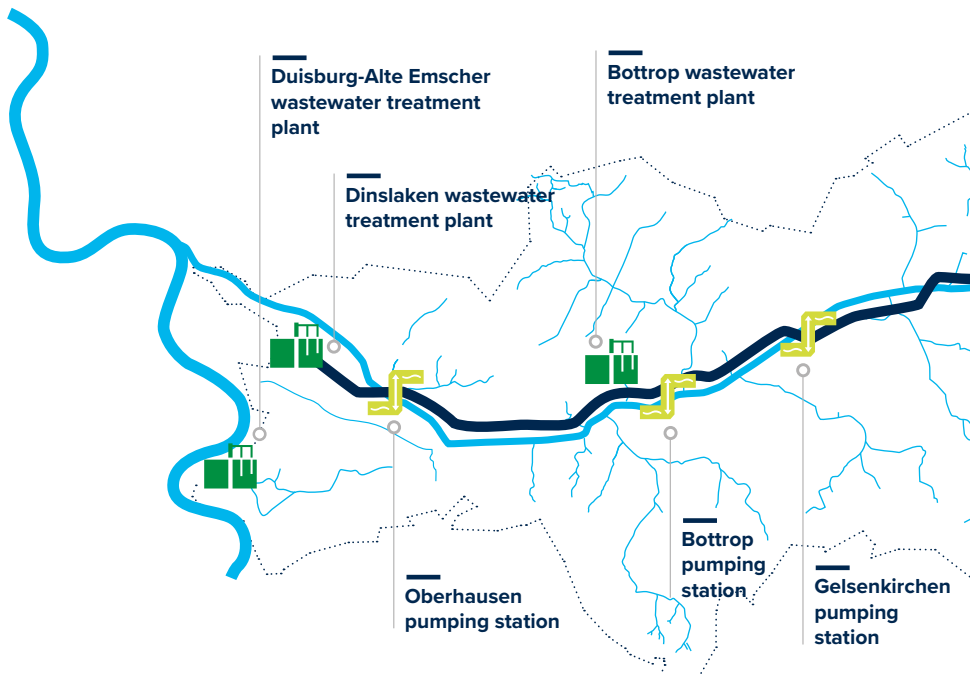 Duisburg-Alte Emscher
wastewater treatment
plant
Bottrop wastewater
treatment plant
Dinslaken wastewater
treatment plant
Bottrop
pumping
station
Oberhausen
pumping station
Gelsenkirchen
pumping
station